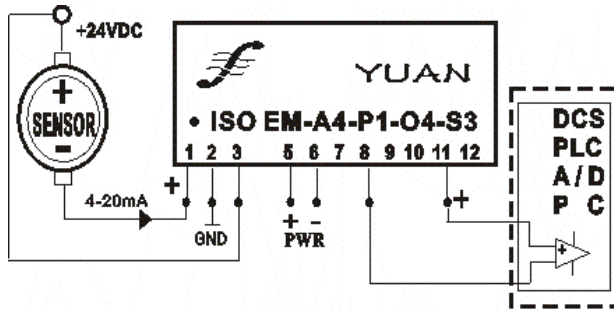 +24VDC
+
SENSOR
-
YUAN
• ISO EM-A4-P1-O4-S3
1 2 3 5 6 7 8 9 10 11 12
+
4-20mA
GND
+ -
PWR
+
DCS
PLC
A/D
P C
+